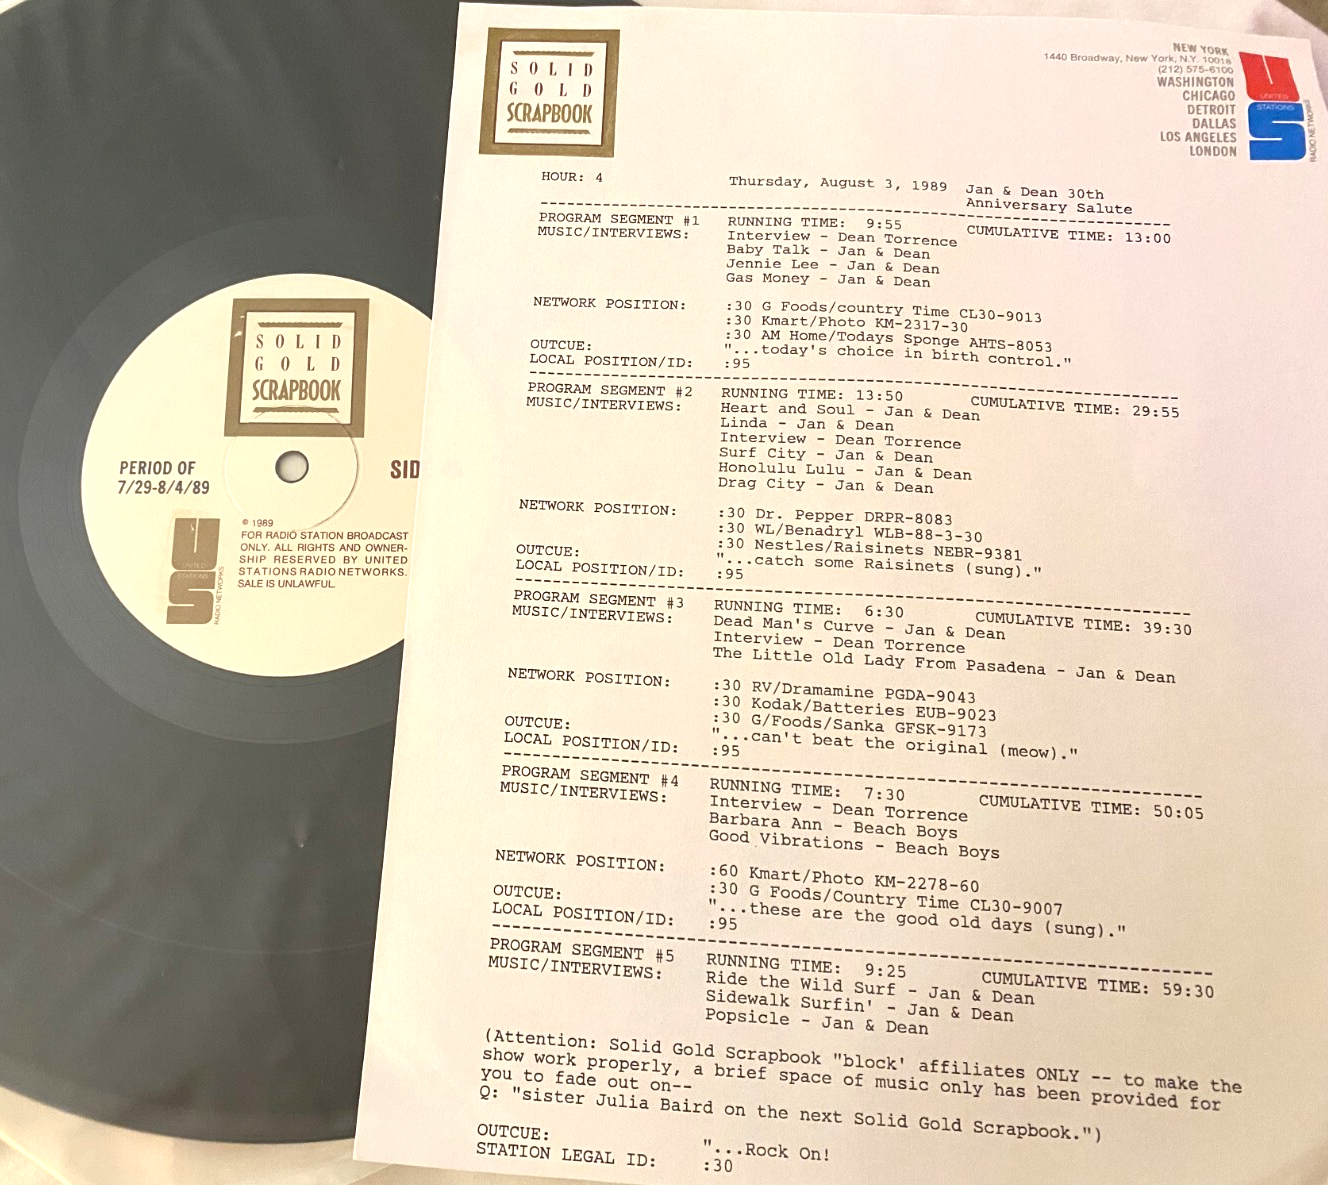 SOLID
GOLD
SCRAPBOOK
PERIOD OF
7/29-8/4/89
SID
© 1989
FOR RADIO STATION BROADCAST
ONLY. ALL RIGHTS AND OWNER-
SHIP RESERVED BY UNITED
STATIONS RADIO NETWORKS.
SALE IS UNLAWFUL.
US
UNITED
STATIONS
RADIO NETWORKS
SOLID
GOLD
SCRAPBOOK
NEW YORK
1440 Broadway, New York, N.Y. 10018
(212) 575-6100
WASHINGTON
CHICAGO
DETROIT
DALLAS
LOS ANGELES
LONDON
US
UNITED
STATIONS
RADIO NETWORKS
HOUR: 4 Thursday, August 3, 1989 Jan & Dean 30th
Anniversary Salute
PROGRAM SEGMENT #1 RUNNING TIME: 9:55 CUMULATIVE TIME: 13:00
MUSIC/INTERVIEWS: Interview - Dean Torrence
Baby Talk - Jan & Dean
Jennie Lee - Jan & Dean
Gas Money - Jan & Dean
NETWORK POSITION: :30 G Foods/country Time CL30-9013
:30 Kmart/Photo KM-2317-30
:30 AM Home/Todays Sponge AHTS-8053
OUTCUE: "...today's choice in birth control."
LOCAL POSITION/ID: :95
PROGRAM SEGMENT #2 RUNNING TIME: 13:50 CUMULATIVE TIME: 29:55
MUSIC/INTERVIEWS: Heart and Soul - Jan & Dean
Linda - Jan & Dean
Interview - Dean Torrence
Surf City - Jan & Dean
Honolulu Lulu - Jan & Dean
Drag City - Jan & Dean
NETWORK POSITION: :30 Dr. Pepper DRPR-8083
:30 WL/Benadryl WLB-88-3-30
:30 Nestles/Raisinets NEBR-9381
OUTCUE: "...catch some Raisinets (sung)."
LOCAL POSITION/ID: :95
PROGRAM SEGMENT #3 RUNNING TIME: 6:30 CUMULATIVE TIME: 39:30
MUSIC/INTERVIEWS: Dead Man's Curve - Jan & Dean
Interview - Dean Torrence
The Little Old Lady From Pasadena - Jan & Dean
NETWORK POSITION: :30 RV/Dramamine PGDA-9043
:30 Kodak/Batteries EUB-9023
:30 G/Foods/Sanka GFSK-9173
OUTCUE: "...can't beat the original (meow)."
LOCAL POSITION/ID: :95
PROGRAM SEGMENT #4 RUNNING TIME: 7:30 CUMULATIVE TIME: 50:05
MUSIC/INTERVIEWS: Interview - Dean Torrence
Barbara Ann - Beach Boys
Good Vibrations - Beach Boys
NETWORK POSITION: :60 Kmart/Photo KM-2278-60
:30 G Foods/Country Time CL30-9007
OUTCUE: "...these are the good old days (sung)."
LOCAL POSITION/ID: :95
PROGRAM SEGMENT #5 RUNNING TIME: 9:25 CUMULATIVE TIME: 59:30
MUSIC/INTERVIEWS: Ride the Wild Surf - Jan & Dean
Sidewalk Surfin' - Jan & Dean
Popsicle - Jan & Dean
(Attention: Solid Gold Scrapbook "block' affiliates ONLY -- to make the
show work properly, a brief space of music only has been provided for
you to fade out on--
Q: "sister Julia Baird on the next Solid Gold Scrapbook.")
OUTCUE: "...Rock On!
STATION LEGAL ID: :30